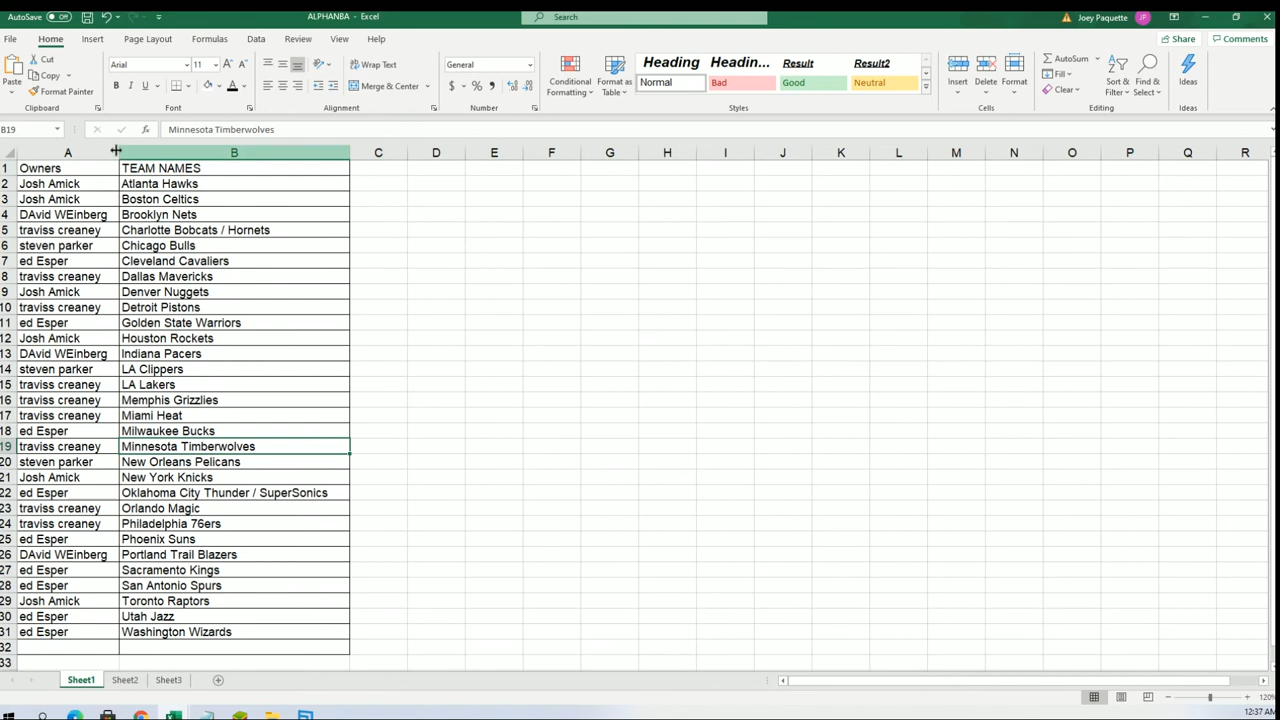 AutoSave Off ALPHANBA - Excel Search Joey Paquette JP
File Home Insert Page Layout Formulas Data Review View Help Share Comments
Paste Cut Copy Format Painter Clipboard
Arial 11 A A B I U A Font
ab Wrap Text Merge & Center Alignment
General $ % , Number
Conditional Formatting Format as Table
Heading Headin... Result Result2
Normal Bad Good Neutral Styles
Insert Delete Format Cells
AutoSum Fill Clear Sort & Filter Find & Select Editing
Ideas Ideas
B19 fx Minnesota Timberwolves
A B C D E F G H I J K L M N O P Q R
1 Owners TEAM NAMES
2 Josh Amick Atlanta Hawks
3 Josh Amick Boston Celtics
4 DAvid WEinberg Brooklyn Nets
5 traviss creaney Charlotte Bobcats / Hornets
6 steven parker Chicago Bulls
7 ed Esper Cleveland Cavaliers
8 traviss creaney Dallas Mavericks
9 Josh Amick Denver Nuggets
10 traviss creaney Detroit Pistons
11 ed Esper Golden State Warriors
12 Josh Amick Houston Rockets
13 DAvid WEinberg Indiana Pacers
14 steven parker LA Clippers
15 traviss creaney LA Lakers
16 traviss creaney Memphis Grizzlies
17 traviss creaney Miami Heat
18 ed Esper Milwaukee Bucks
19 traviss creaney Minnesota Timberwolves
20 steven parker New Orleans Pelicans
21 Josh Amick New York Knicks
22 ed Esper Oklahoma City Thunder / SuperSonics
23 traviss creaney Orlando Magic
24 traviss creaney Philadelphia 76ers
25 ed Esper Phoenix Suns
26 DAvid WEinberg Portland Trail Blazers
27 ed Esper Sacramento Kings
28 ed Esper San Antonio Spurs
29 Josh Amick Toronto Raptors
30 ed Esper Utah Jazz
31 ed Esper Washington Wizards
32
33
Sheet1 Sheet2 Sheet3
120%
12:37 AM